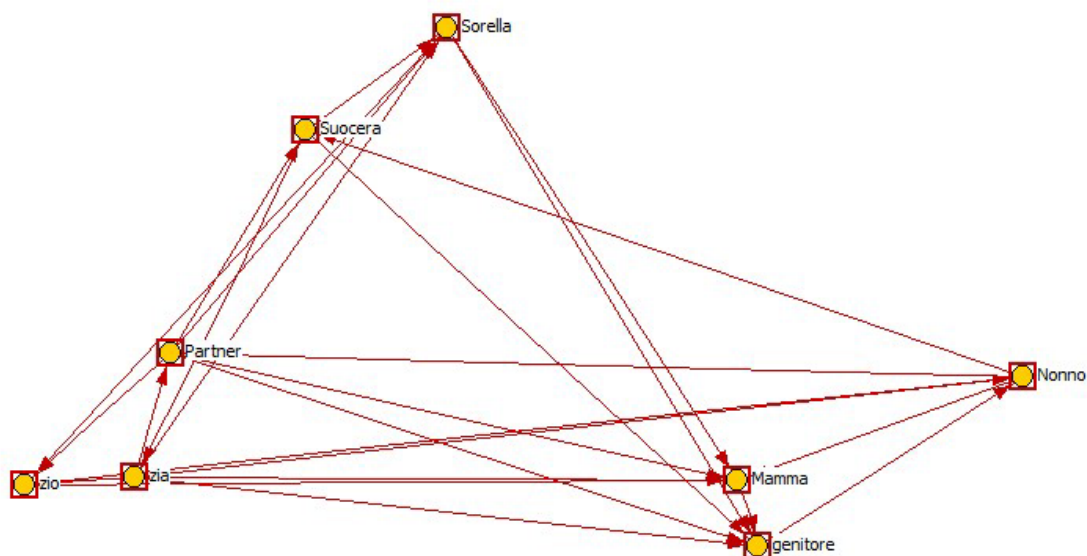 Sorella
Suocera
Partner
Nonno
zio
zia
Mamma
genitore